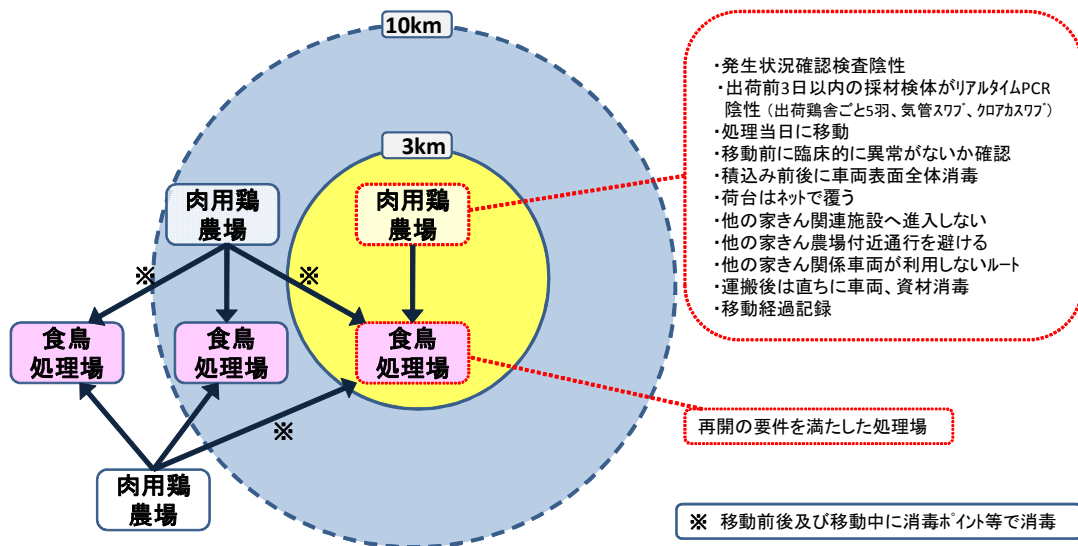 10km
3km
肉用鶏
農場
肉用鶏
農場
※
※
食鳥
処理場
食鳥
処理場
食鳥
処理場
※
肉用鶏
農場
・発生状況確認検査陰性
・出荷前3日以内の採材検体がリアルタイムPCR
陰性（出荷鶏舎ごと5羽、気管ｽﾜﾌﾞ、ｸﾛｱｶｽﾜﾌﾞ）
・処理当日に移動
・移動前に臨床的に異常がないか確認
・積込み前後に車両表面全体消毒
・荷台はネットで覆う
・他の家きん関連施設へ進入しない
・他の家きん農場付近通行を避ける
・他の家きん関係車両が利用しないルート
・運搬後は直ちに車両、資材消毒
・移動経過記録
再開の要件を満たした処理場
※ 移動前後及び移動中に消毒ﾎﾟｲﾝﾄ等で消毒